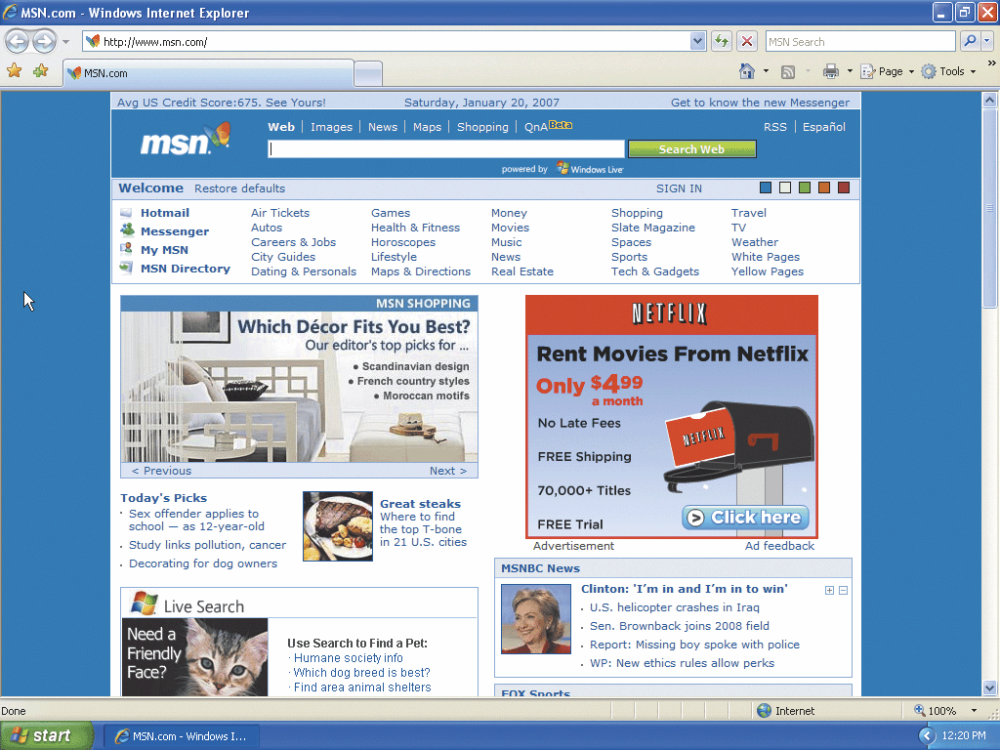 MSN.com - Windows Internet Explorer
http://www.msn.com/
MSN Search
MSN.com
Page
Tools
Avg US Credit Score:675. See Yours!
Saturday, January 20, 2007
Get to know the new Messenger
msn.
Web | Images | News | Maps | Shopping | QnA Beta
RSS | Español
Search Web
powered by Windows Live
Welcome Restore defaults
SIGN IN
Hotmail
Messenger
My MSN
MSN Directory
Air Tickets
Autos
Careers & Jobs
City Guides
Dating & Personals
Games
Health & Fitness
Horoscopes
Lifestyle
Maps & Directions
Money
Movies
Music
News
Real Estate
Shopping
Slate Magazine
Spaces
Sports
Tech & Gadgets
Travel
TV
Weather
White Pages
Yellow Pages
MSN SHOPPING
Which Décor Fits You Best?
Our editor's top picks for ...
• Scandinavian design
• French country styles
• Moroccan motifs
< Previous
Next >
Today's Picks
· Sex offender applies to
school — as 12-year-old
· Study links pollution, cancer
· Decorating for dog owners
Great steaks
Where to find
the top T-bone
in 21 U.S. cities
Live Search
Need a
Friendly
Face?
Use Search to Find a Pet:
· Humane society info
· Which dog breed is best?
· Find area animal shelters
NETFLIX
Rent Movies From Netflix
Only $4.99
a month
No Late Fees
FREE Shipping
70,000+ Titles
FREE Trial
NETFLIX
Click here
Advertisement
Ad feedback
MSNBC News
Clinton: 'I'm in and I'm in to win'
· U.S. helicopter crashes in Iraq
· Sen. Brownback joins 2008 field
· Report: Missing boy spoke with police
· WP: New ethics rules allow perks
FOX Sports
Done
Internet
100%
start
MSN.com - Windows I...
12:20 PM